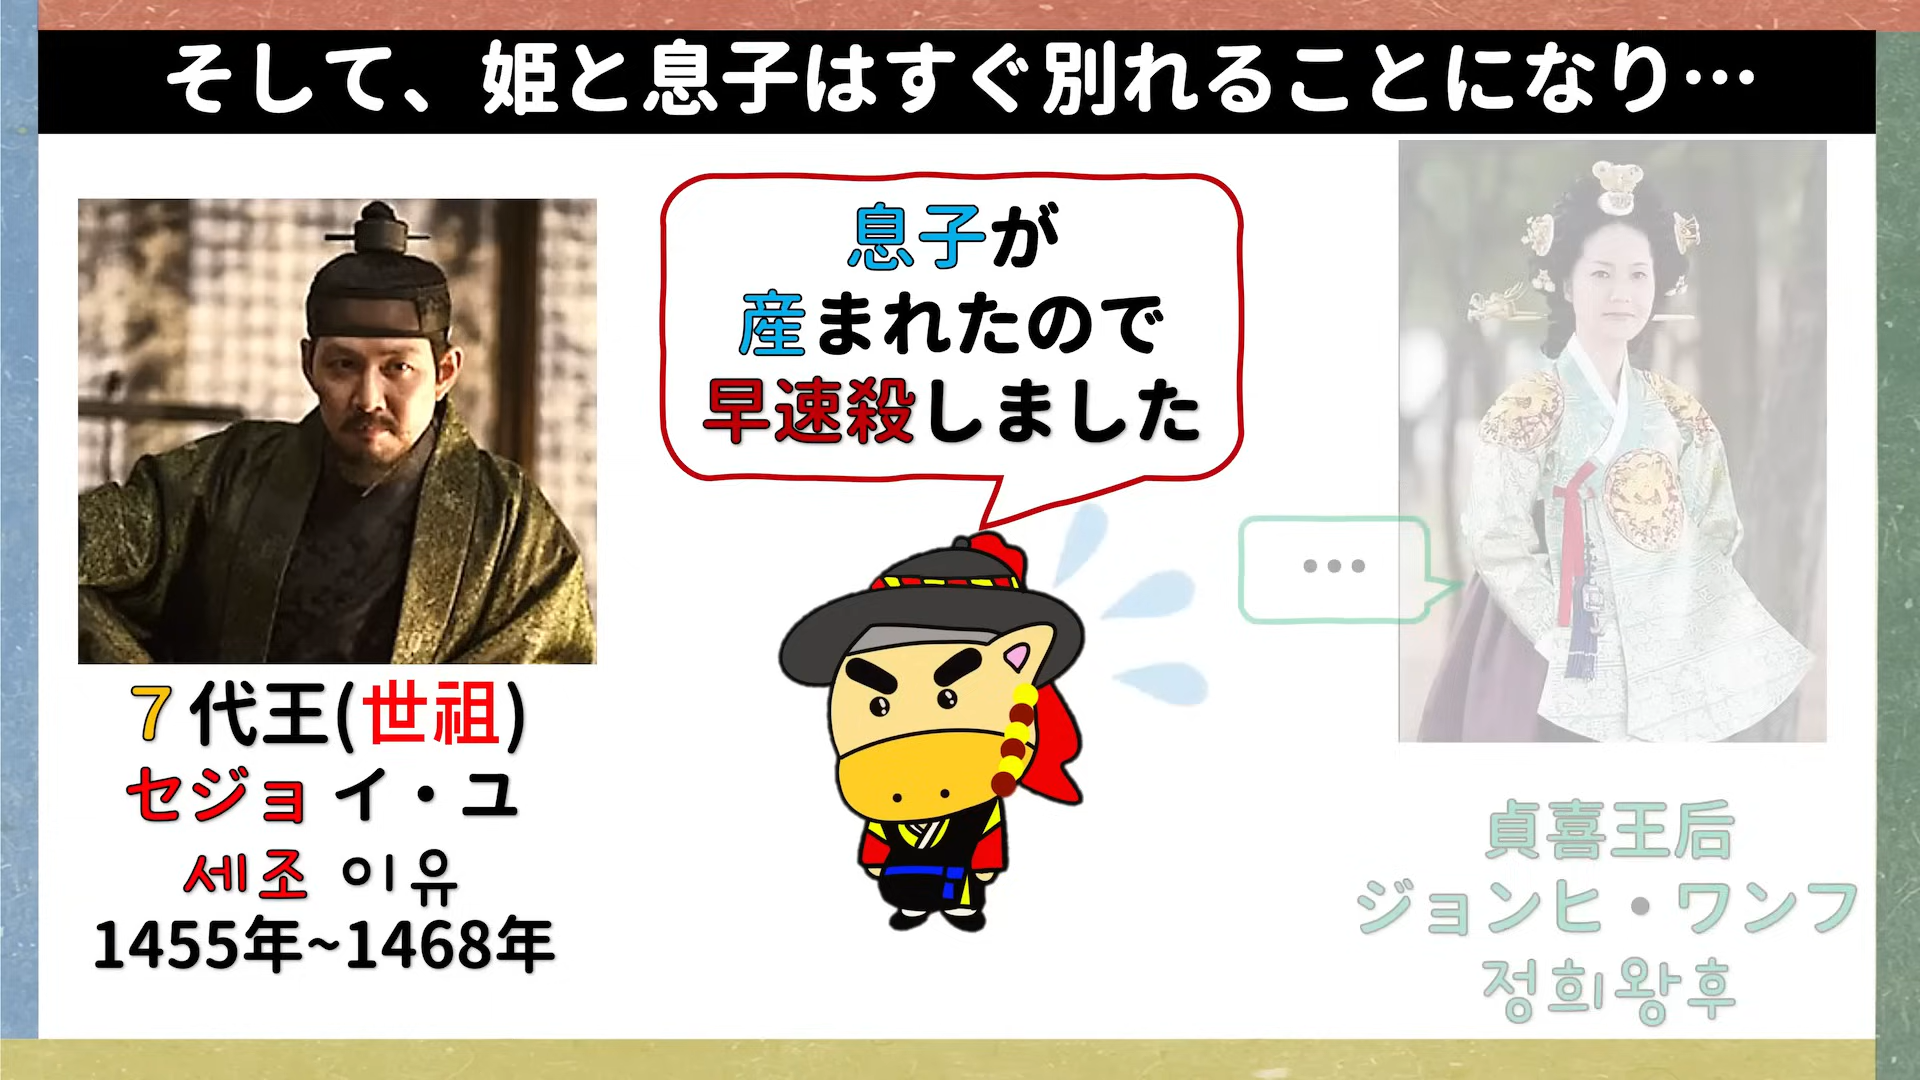 そして、姫と息子はすぐ別れることになり…
息子が
産まれたので
早速殺しました
…
7代王(世祖)
セジョ イ・ユ
세조 이유
1455年~1468年
貞喜王后
ジョンヒ・ワンフ
정희왕후